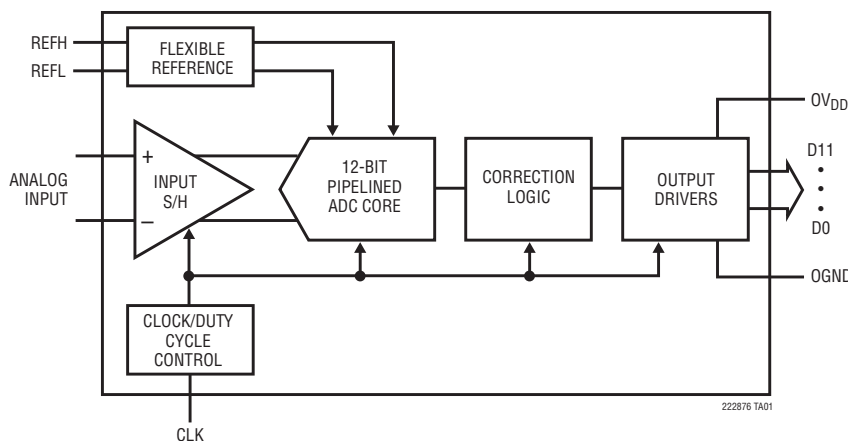 REFH
REFL
FLEXIBLE
REFERENCE
OVDD
ANALOG
INPUT
+
−
INPUT
S/H
12-BIT
PIPELINED
ADC CORE
CORRECTION
LOGIC
OUTPUT
DRIVERS
D11
•
•
•
D0
OGND
CLOCK/DUTY
CYCLE
CONTROL
CLK
222876 TA01